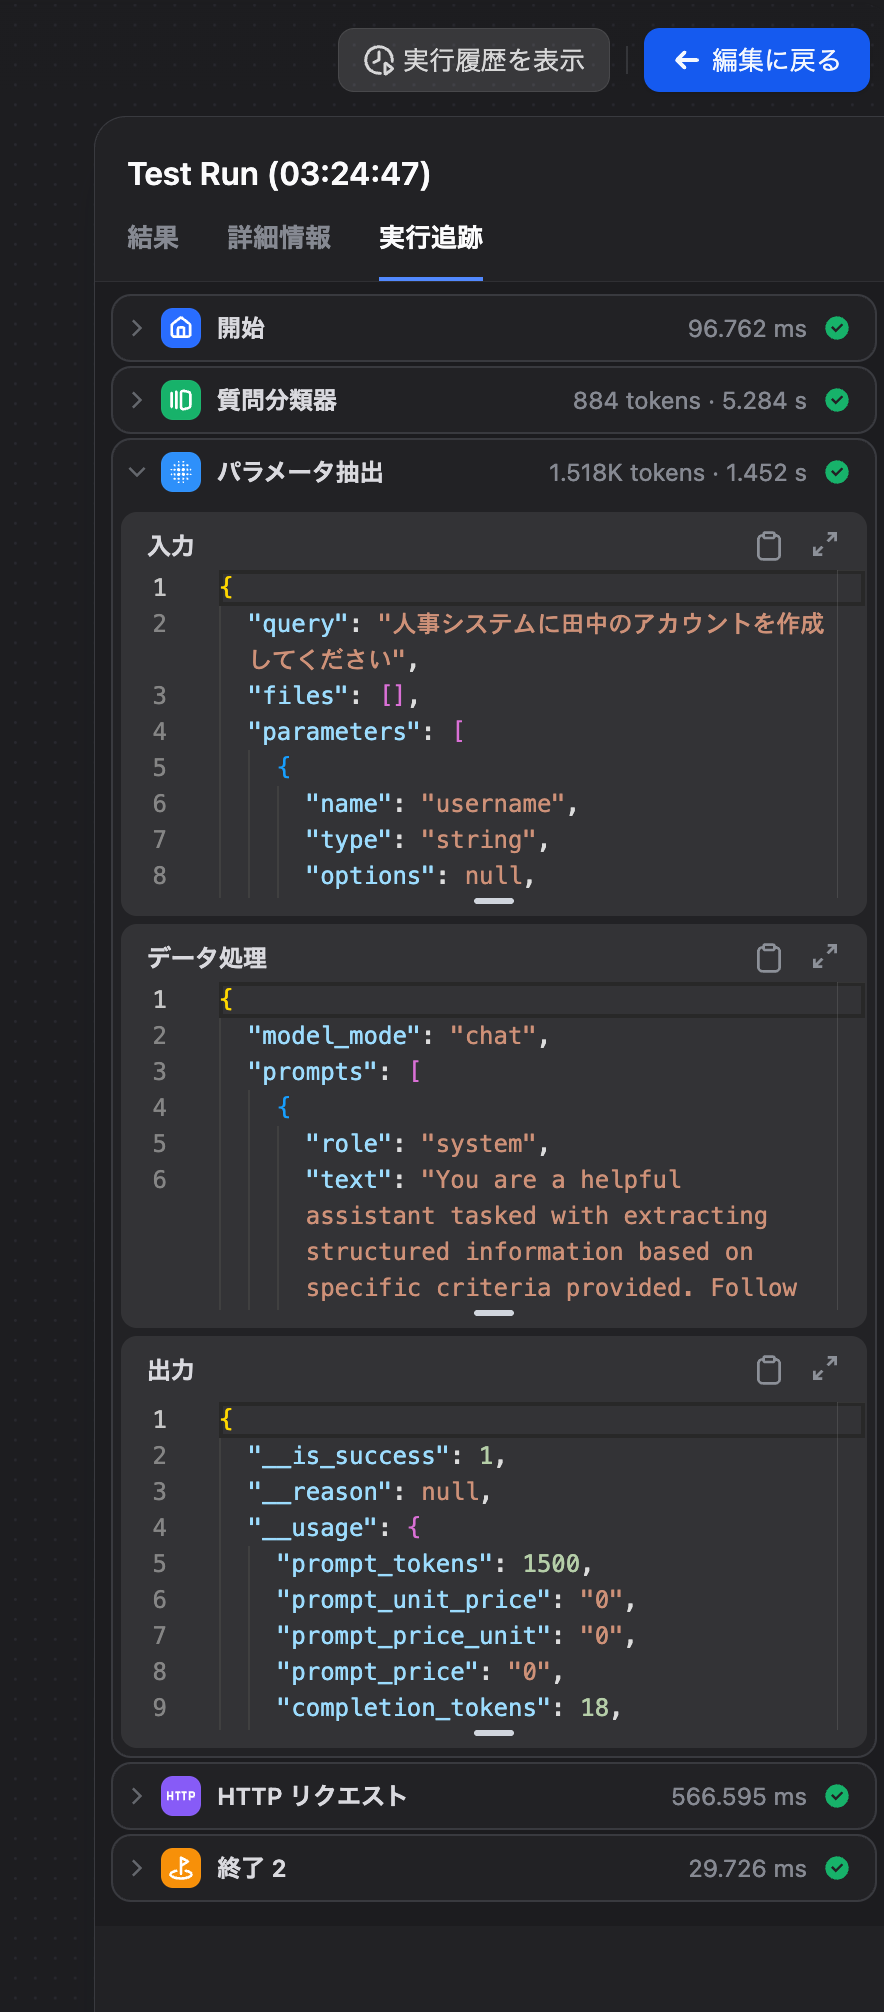 実行履歴を表示
← 編集に戻る
Test Run (03:24:47)
結果 詳細情報 実行追跡
開始 96.762 ms
質問分類器 884 tokens · 5.284 s
パラメータ抽出 1.518K tokens · 1.452 s
入力
1 {
2 "query": "人事システムに田中のアカウントを作成
してください",
3 "files": [],
4 "parameters": [
5 {
6 "name": "username",
7 "type": "string",
8 "options": null,
データ処理
1 {
2 "model_mode": "chat",
3 "prompts": [
4 {
5 "role": "system",
6 "text": "You are a helpful
assistant tasked with extracting
structured information based on
specific criteria provided. Follow
出力
1 {
2 "__is_success": 1,
3 "__reason": null,
4 "__usage": {
5 "prompt_tokens": 1500,
6 "prompt_unit_price": "0",
7 "prompt_price_unit": "0",
8 "prompt_price": "0",
9 "completion_tokens": 18,
HTTP HTTP リクエスト 566.595 ms
終了 2 29.726 ms